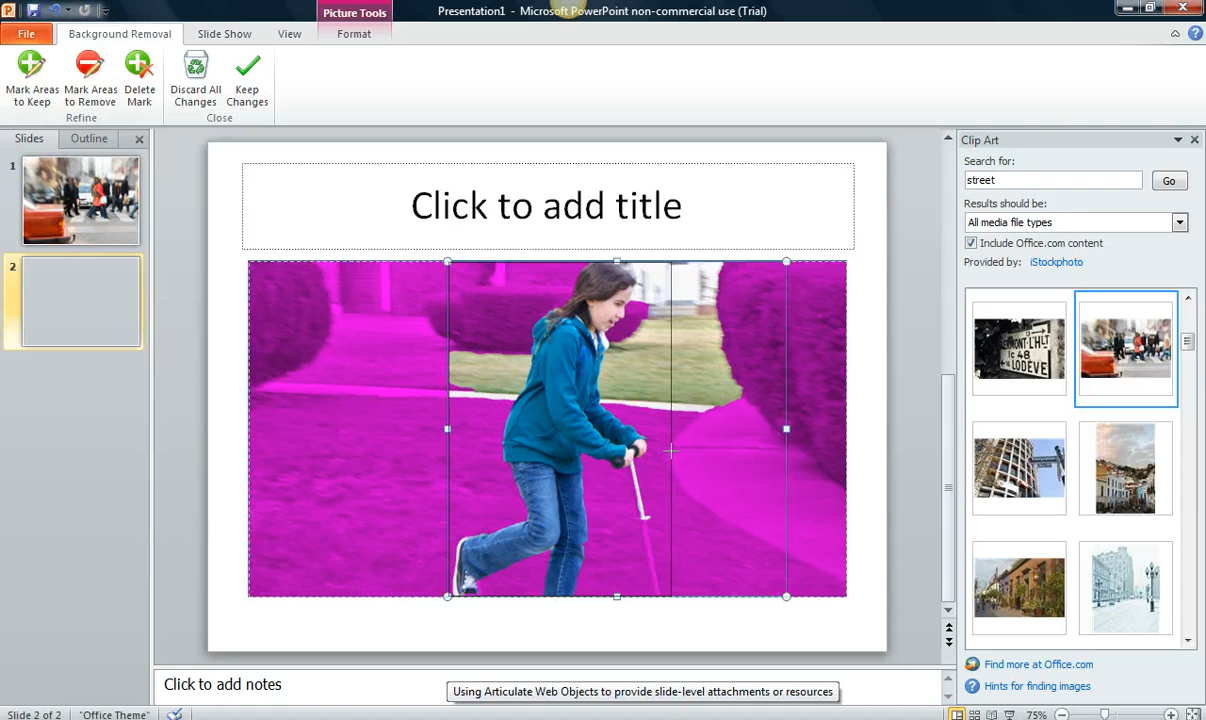 Presentation1 - Microsoft PowerPoint non-commercial use (Trial)
Picture Tools
File
Background Removal
Slide Show
View
Format
Mark Areas to Keep
Mark Areas to Remove
Delete Mark
Discard All Changes
Keep Changes
Refine
Close
Slides
Outline
1
2
Click to add title
Click to add notes
Using Articulate Web Objects to provide slide-level attachments or resources
Clip Art
Search for:
street
Go
Results should be:
All media file types
Include Office.com content
Provided by: iStockphoto
LODEVE
Find more at Office.com
Hints for finding images
Slide 2 of 2
"Office Theme"
75%